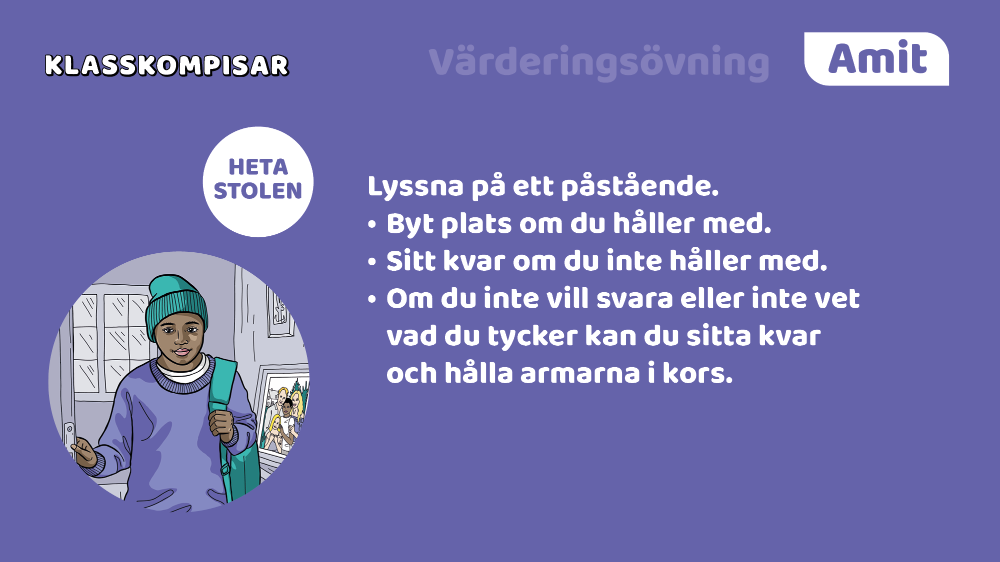 KLASSKOMPISAR
Värderingsövning
Amit
HETA
STOLEN
Lyssna på ett påstående.
• Byt plats om du håller med.
• Sitt kvar om du inte håller med.
• Om du inte vill svara eller inte vet
vad du tycker kan du sitta kvar
och hålla armarna i kors.